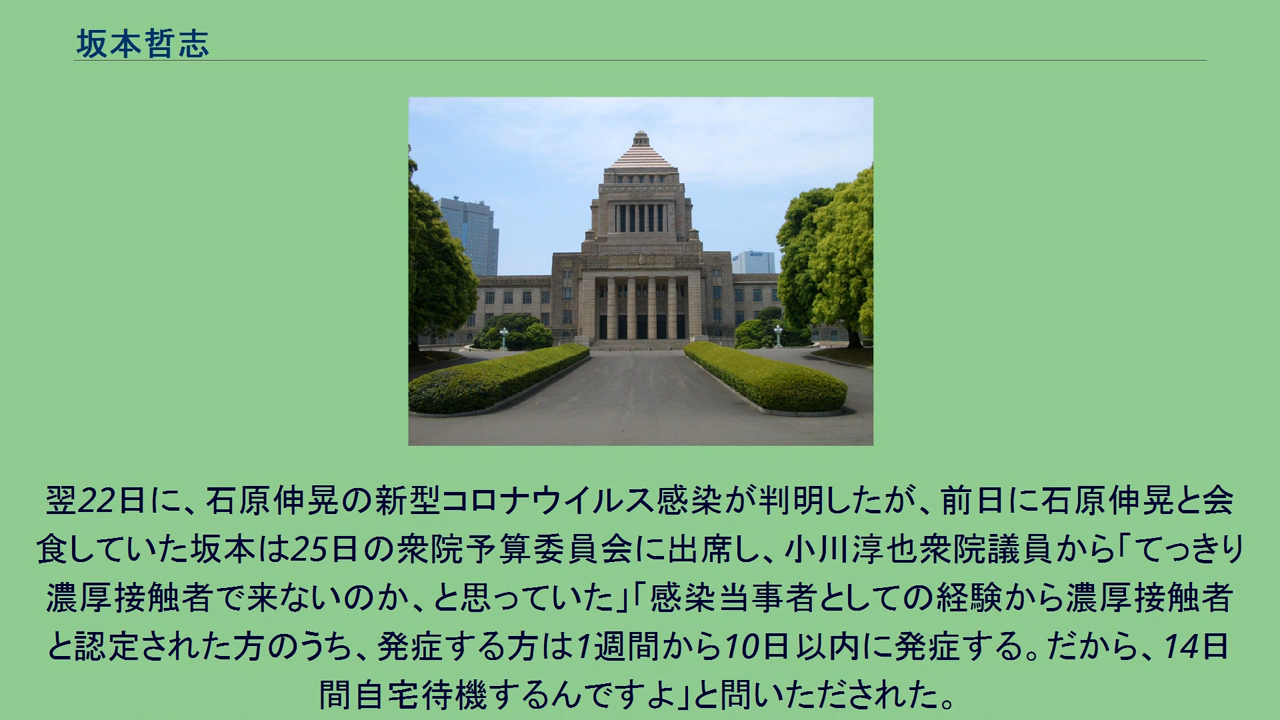 坂本哲志
翌22日に、石原伸晃の新型コロナウイルス感染が判明したが、前日に石原伸晃と会
食していた坂本は25日の衆院予算委員会に出席し、小川淳也衆院議員から「てっきり
濃厚接触者で来ないのか、と思っていた」「感染当事者としての経験から濃厚接触者
と認定された方のうち、発症する方は1週間から10日以内に発症する。だから、14日
間自宅待機するんですよ」と問いただされた。